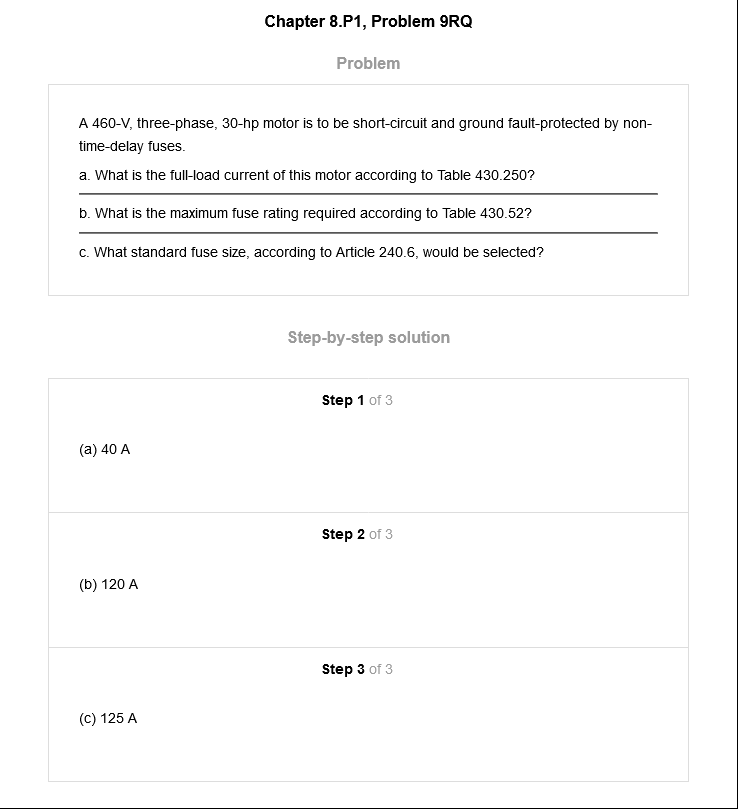 Chapter 8.P1, Problem 9RQ
Problem
A 460-V, three-phase, 30-hp motor is to be short-circuit and ground fault-protected by non-
time-delay fuses.
a. What is the full-load current of this motor according to Table 430.250?
b. What is the maximum fuse rating required according to Table 430.52?
c. What standard fuse size, according to Article 240.6, would be selected?
Step-by-step solution
Step 1 of 3
(a) 40 A
Step 2 of 3
(b) 120 A
Step 3 of 3
(c) 125 A